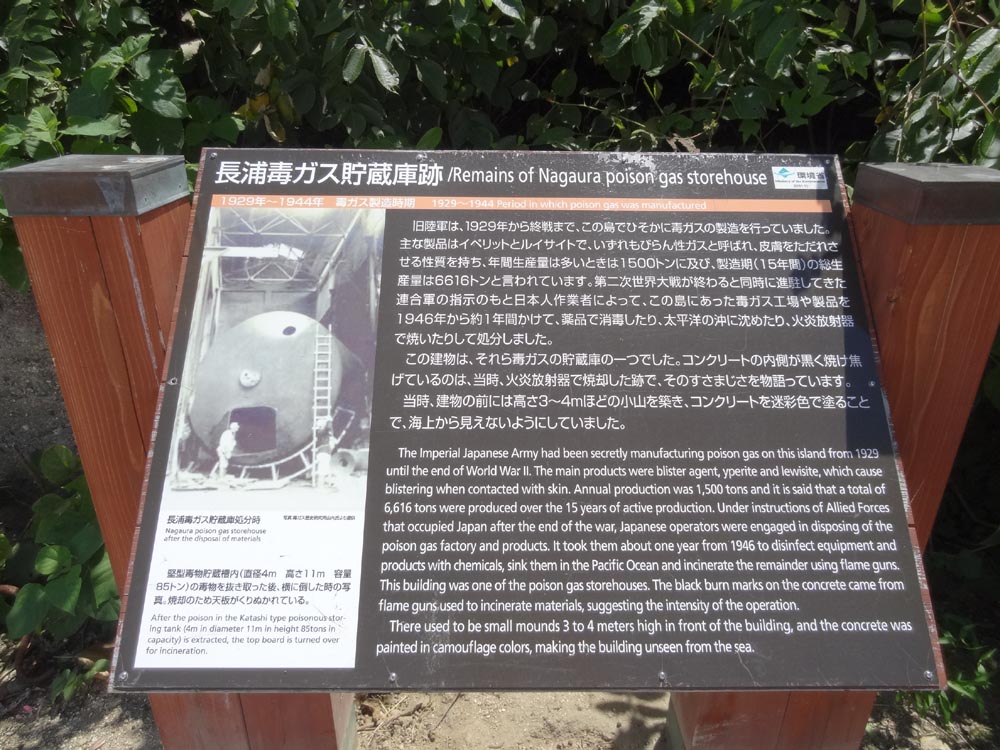 長浦毒ガス貯蔵庫跡 /Remains of Nagaura poison gas storehouse
環境省
1929年～1944年 毒ガス製造時期 1929～1944 Period in which poison gas was manufactured
旧陸軍は、1929年から終戦まで、この島でひそかに毒ガスの製造を行っていました。
主な製品はイペリットとルイサイトで、いずれもびらん性ガスと呼ばれ、皮膚をただれさ
せる性質を持ち、年間生産量は多いときは1500トンに及び、製造期（15年間）の総生
産量は6616トンと言われています。第二次世界大戦が終わると同時に進駐してきた
連合軍の指示のもと日本人作業者によって、この島にあった毒ガス工場や製品を
1946年から約1年間かけて、薬品で消毒したり、太平洋の沖に沈めたり、火炎放射器
で焼いたりして処分しました。
この建物は、それら毒ガスの貯蔵庫の一つでした。コンクリートの内側が黒く焼け焦
げているのは、当時、火炎放射器で焼却した跡で、そのすさまじさを物語っています。
当時、建物の前には高さ3～4mほどの小山を築き、コンクリートを迷彩色で塗ること
で、海上から見えないようにしていました。
The Imperial Japanese Army had been secretly manufacturing poison gas on this island from 1929
until the end of World War II. The main products were blister agent, yperite and lewisite, which cause
blistering when contacted with skin. Annual production was 1,500 tons and it is said that a total of
6,616 tons were produced over the 15 years of active production. Under instructions of Allied Forces
that occupied Japan after the end of the war, Japanese operators were engaged in disposing of the
poison gas factory and products. It took them about one year from 1946 to disinfect equipment and
products with chemicals, sink them in the Pacific Ocean and incinerate the remainder using flame guns.
This building was one of the poison gas storehouses. The black burn marks on the concrete came from
flame guns used to incinerate materials, suggesting the intensity of the operation.
There used to be small mounds 3 to 4 meters high in front of the building, and the concrete was
painted in camouflage colors, making the building unseen from the sea.
長浦毒ガス貯蔵庫処分時
Nagaura poison gas storehouse
after the disposal of materials
竪型毒物貯蔵槽内（直径4m 高さ11m 容量
85トン）の毒物を抜き取った後、横に倒した時の写
真。焼却のため天板がくりぬかれている。
After the poison in the Katashi type poisonous stor-
ing tank (4m in diameter 11m in height 85tons in
capacity) is extracted, the top board is turned over
for incineration.